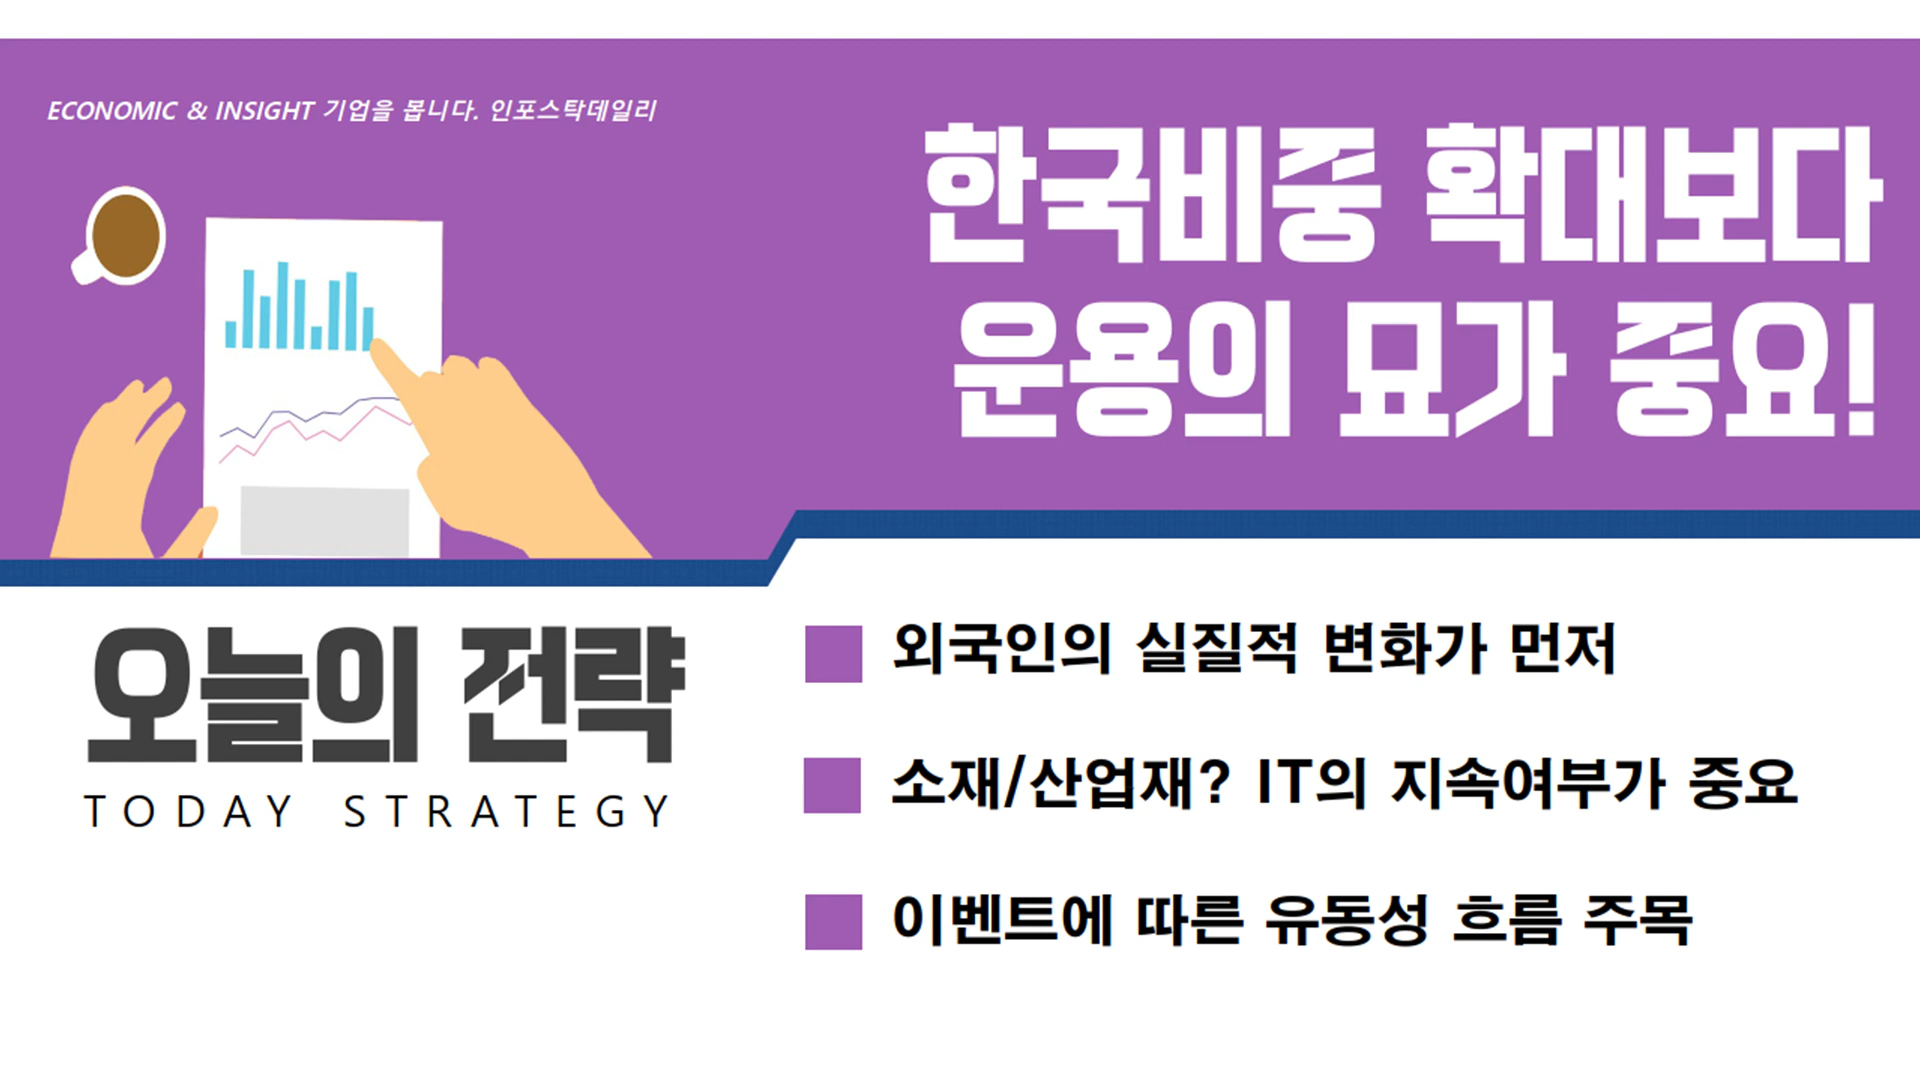 ECONOMIC & INSIGHT 기업을 봅니다. 인포스탁데일리
한국비중 확대보다
운용의 묘가 중요!
오늘의 전략
TODAY STRATEGY
외국인의 실질적 변화가 먼저
소재/산업재? IT의 지속여부가 중요
이벤트에 따른 유동성 흐름 주목